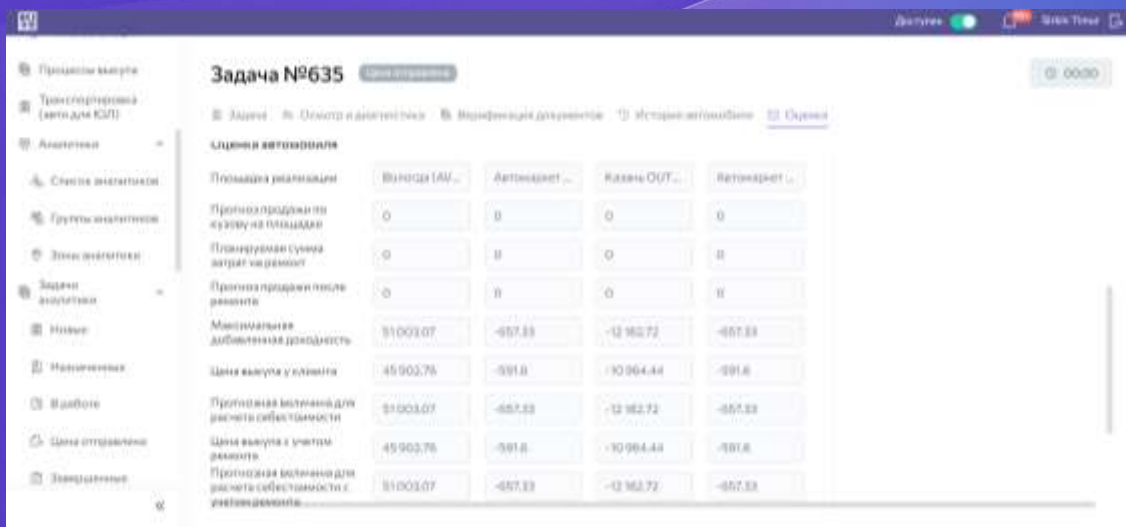 Доступен
Процессы выкупа
Транспортировка
(авто для ЮЛ)
Аналитики
Список аналитиков
Группы аналитиков
Зоны аналитики
Задачи
аналитики
Новые
Назначенные
В работе
Цена отправлена
Завершенные
«
Задача №635 Цена отправлена
00:00
Задача Осмотр и диагностика Верификация документов История автомобиля Оценка
Оценки автомобиля
Площадка реализации Вологда (AV... Автомаркет ... Казань OUT... Автомаркет ...
Прогноз продажи по
кузову на площадке
0 0 0 0
Планируемая сумма
затрат на ремонт
0 0 0 0
Прогноз продажи после
ремонта
0 0 0 0
Максимальная
добавленная доходность
51 003.07 -657.33 -12 182.72 -657.33
Цена выкупа у клиента 45 902.76 -591.6 -10 964.44 -591.6
Прогнозная величина для
расчета себестоимости
51 003.07 -657.33 -12 182.72 -657.33
Цена выкупа с учетом
ремонта
45 902.76 -591.6 -10 964.44 -591.6
Прогнозная величина для
расчета себестоимости с
учетом ремонта
51 003.07 -657.33 -12 182.72 -657.33